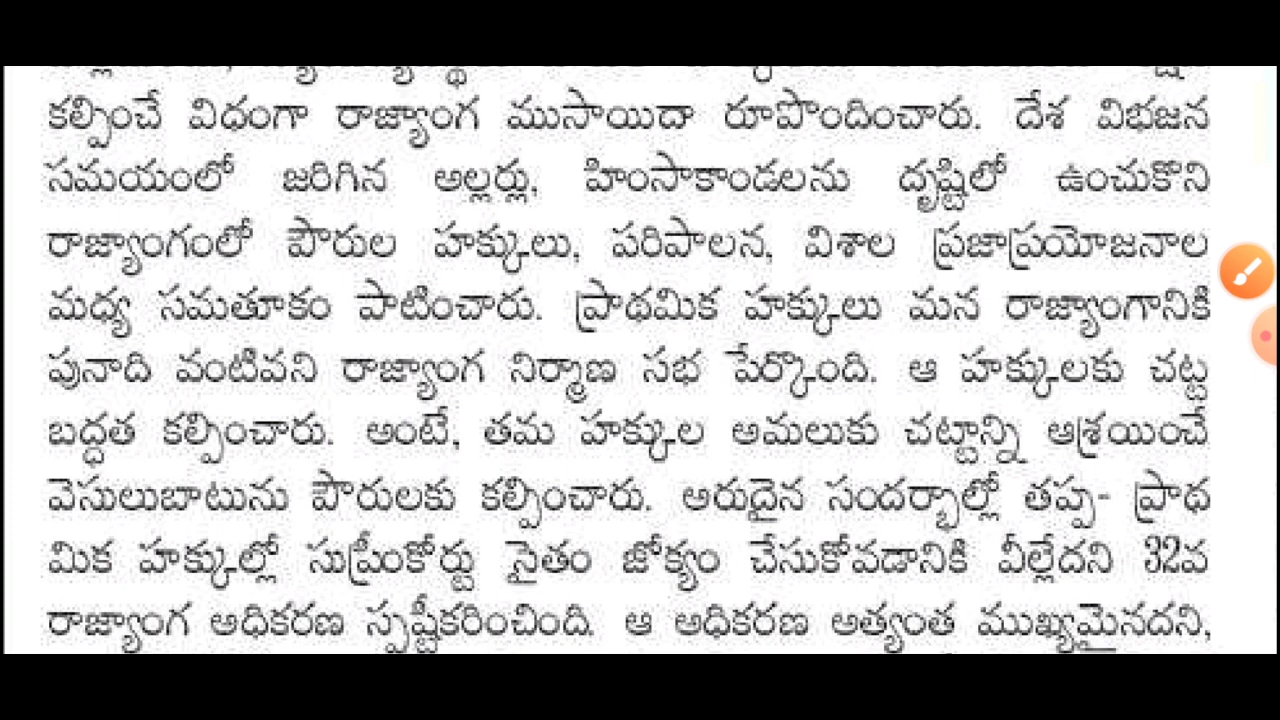 కల్పించే విధంగా రాజ్యాంగ ముసాయిదా రూపొందించారు. దేశ విభజన
సమయంలో జరిగిన అల్లర్లు, హింసాకాండలను దృష్టిలో ఉంచుకొని
రాజ్యాంగంలో పౌరుల హక్కులు, పరిపాలన, విశాల ప్రజాప్రయోజనాల
మధ్య సమతూకం పాటించారు. ప్రాథమిక హక్కులు మన రాజ్యాంగానికి
పునాది వంటివని రాజ్యాంగ నిర్మాణ సభ పేర్కొంది. ఆ హక్కులకు చట్ట
బద్దత కల్పించారు. అంటే, తమ హక్కుల అమలుకు చట్టాన్ని ఆశ్రయించే
వెసులుబాటును పౌరులకు కల్పించారు. అరుదైన సందర్భాల్లో తప్ప- ప్రాథ
మిక హక్కుల్లో సుప్రీంకోర్టు సైతం జోక్యం చేసుకోవడానికి వీల్లేదని 32వ
రాజ్యాంగ అధికరణ స్పష్టీకరించింది. ఆ అధికరణ అత్యంత ముఖ్యమైనదని,